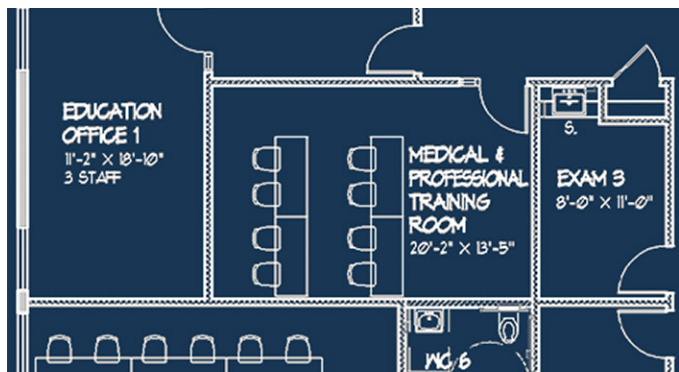 EDUCATION
OFFICE 1
11'-2" X 18'-10"
3 STAFF
MEDICAL &
PROFESSIONAL
TRAINING
ROOM
20'-2" X 13'-5"
S.
EXAM 3
8'-0" X 11'-0"
WC 6